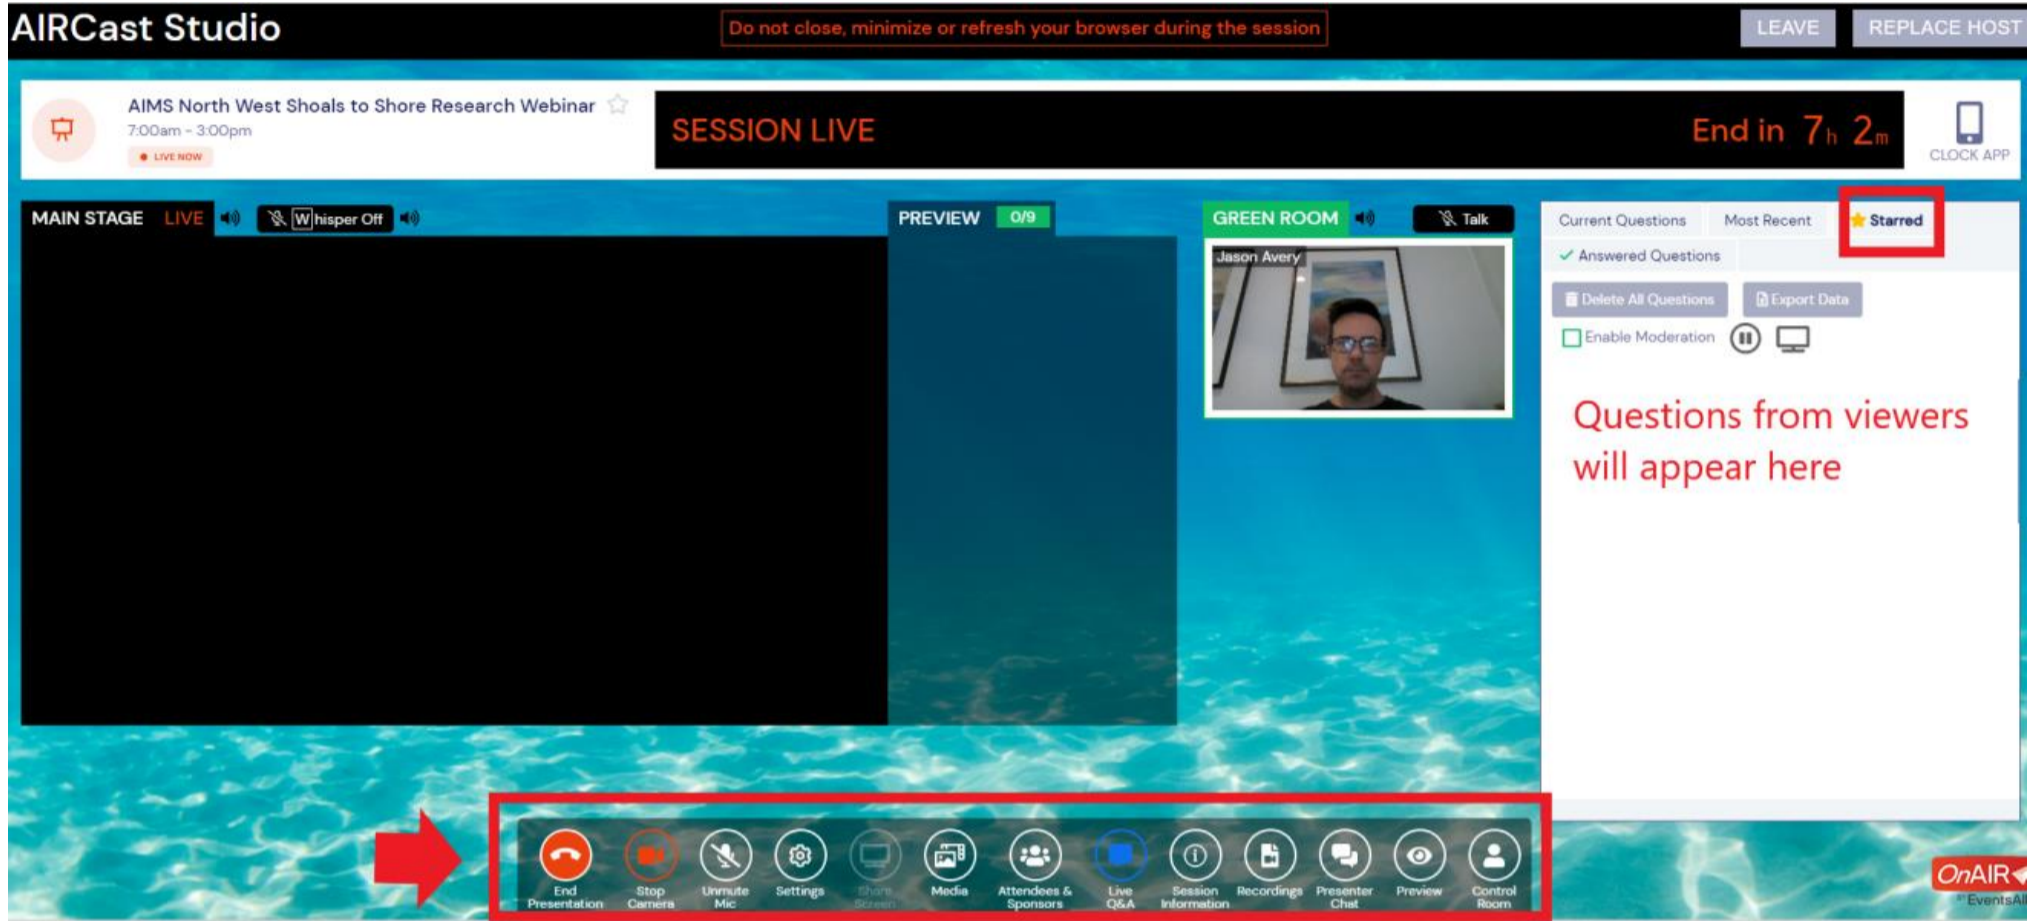 AIRCast Studio
Do not close, minimize or refresh your browser during the session
LEAVE
REPLACE HOST
AIMS North West Shoals to Shore Research Webinar
7:00am - 3:00pm
LIVE NOW
SESSION LIVE
End in 7h 2m
CLOCK APP
MAIN STAGE LIVE
Whisper Off
PREVIEW 0/9
GREEN ROOM
Talk
Jason Avery
Current Questions
Most Recent
Starred
Answered Questions
Delete All Questions
Export Data
Enable Moderation
Questions from viewers
will appear here
End
Presentation
Stop
Camera
Unmute
Mic
Settings
Share
Screen
Media
Attendees &
Sponsors
Live
Q&A
Session
Information
Recordings
Presenter
Chat
Preview
Control
Room
OnAIR